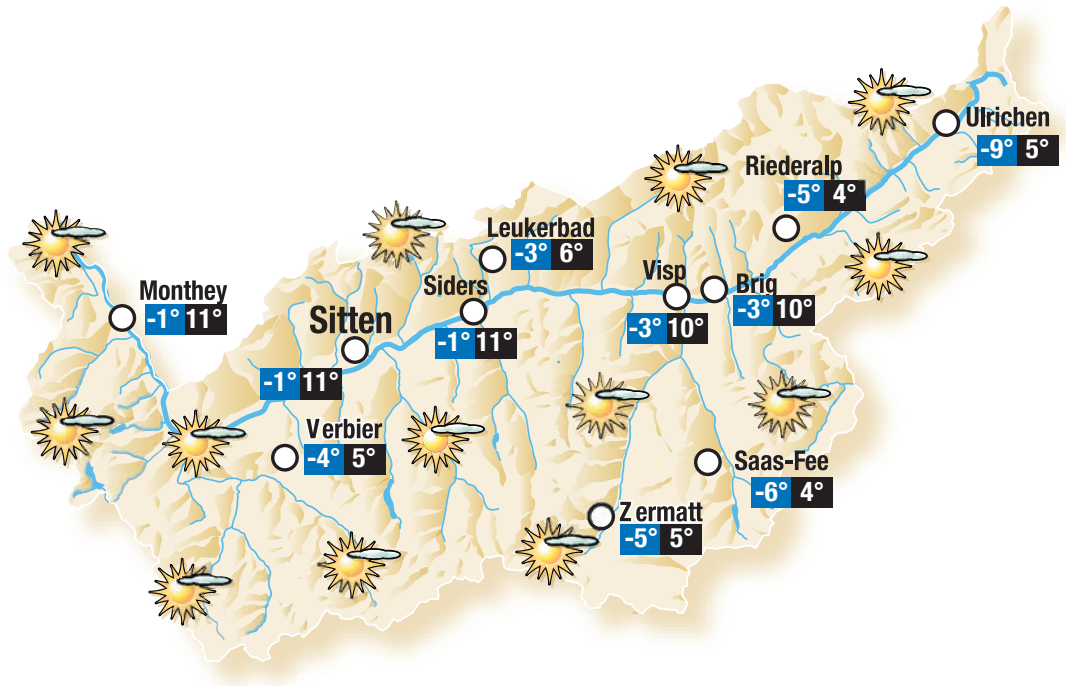 Ulrichen
-9° 5°
Riederalp
-5° 4°
Leukerbad
-3° 6°
Visp
-3° 10°
Brig
-3° 10°
Siders
-1° 11°
Monthey
-1° 11°
Sitten
-1° 11°
Verbier
-4° 5°
Saas-Fee
-6° 4°
Zermatt
-5° 5°